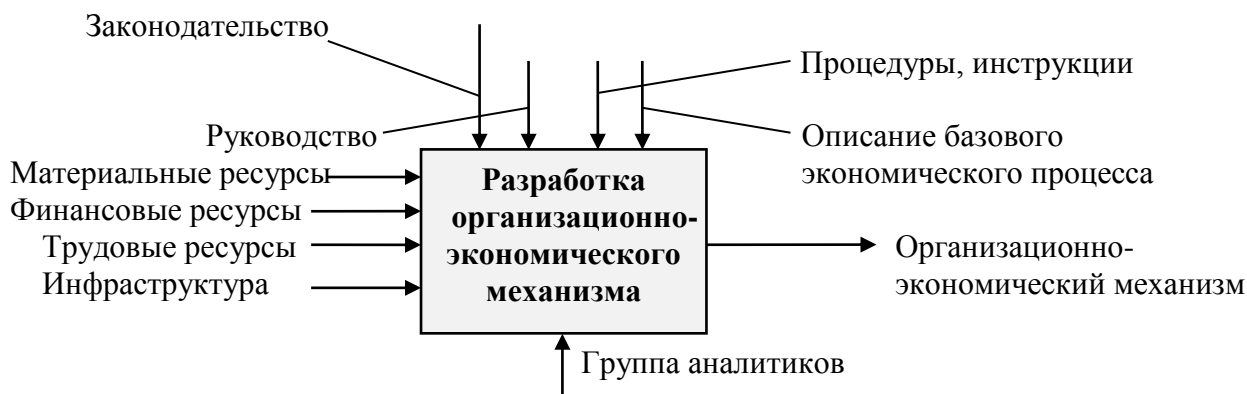 Законодательство
Процедуры, инструкции
Руководство
Описание базового
экономического процесса
Материальные ресурсы
Финансовые ресурсы
Трудовые ресурсы
Инфраструктура
Разработка
организационно-
экономического
механизма
Организационно-
экономический механизм
Группа аналитиков